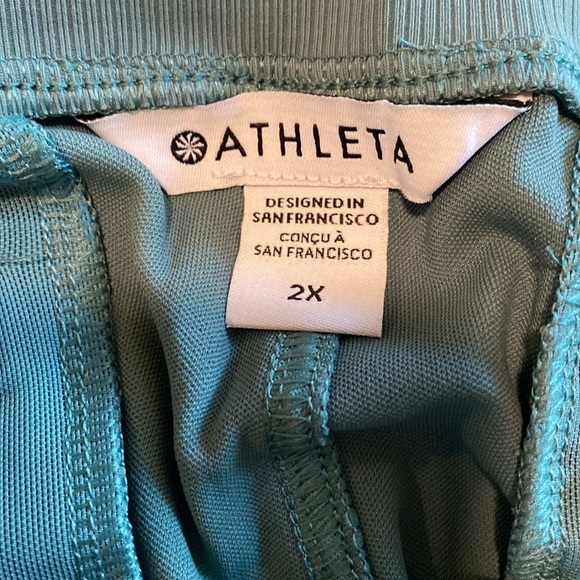 ATHLETA
DESIGNED IN
SAN FRANCISCO
CONÇU À
SAN FRANCISCO
2X